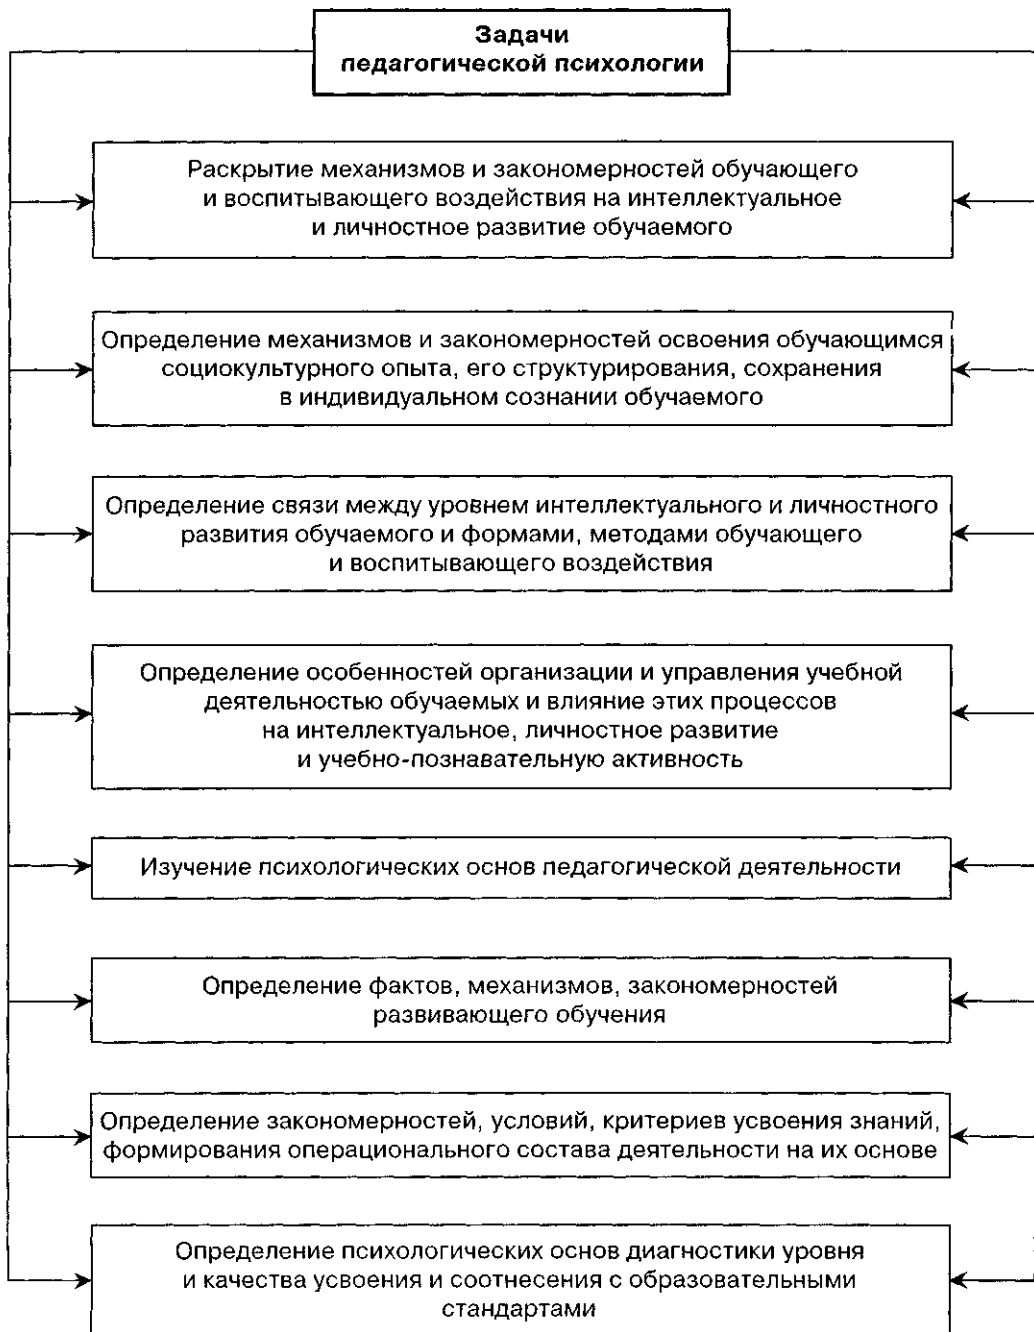 Задачи
педагогической психологии
Раскрытие механизмов и закономерностей обучающего
и воспитывающего воздействия на интеллектуальное
и личностное развитие обучаемого
Определение механизмов и закономерностей освоения обучающимся
социокультурного опыта, его структурирования, сохранения
в индивидуальном сознании обучаемого
Определение связи между уровнем интеллектуального и личностного
развития обучаемого и формами, методами обучающего
и воспитывающего воздействия
Определение особенностей организации и управления учебной
деятельностью обучаемых и влияние этих процессов
на интеллектуальное, личностное развитие
и учебно-познавательную активность
Изучение психологических основ педагогической деятельности
Определение фактов, механизмов, закономерностей
развивающего обучения
Определение закономерностей, условий, критериев усвоения знаний,
формирования операционального состава деятельности на их основе
Определение психологических основ диагностики уровня
и качества усвоения и соотнесения с образовательными
стандартами